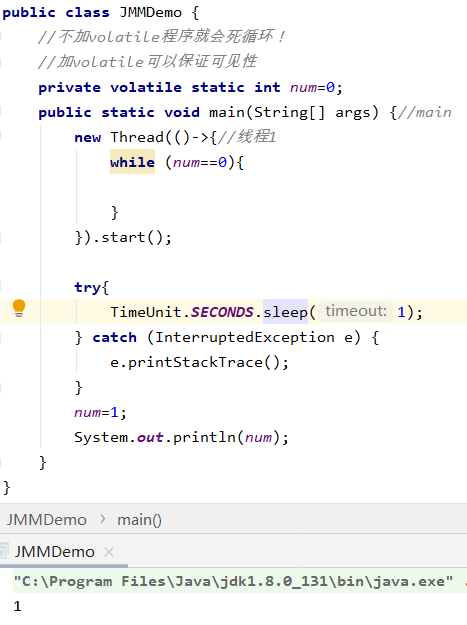 public class JMMDemo {
//不加volatile程序就会死循环！
//加volatile可以保证可见性
private volatile static int num=0;
public static void main(String[] args) {//main
new Thread(()->{//线程1
while (num==0){
}
}).start();
try{
TimeUnit.SECONDS.sleep( timeout: 1);
} catch (InterruptedException e) {
e.printStackTrace();
}
num=1;
System.out.println(num);
}
}
JMMDemo > main()
JMMDemo ×
"C:\Program Files\Java\jdk1.8.0_131\bin\java.exe" .
1